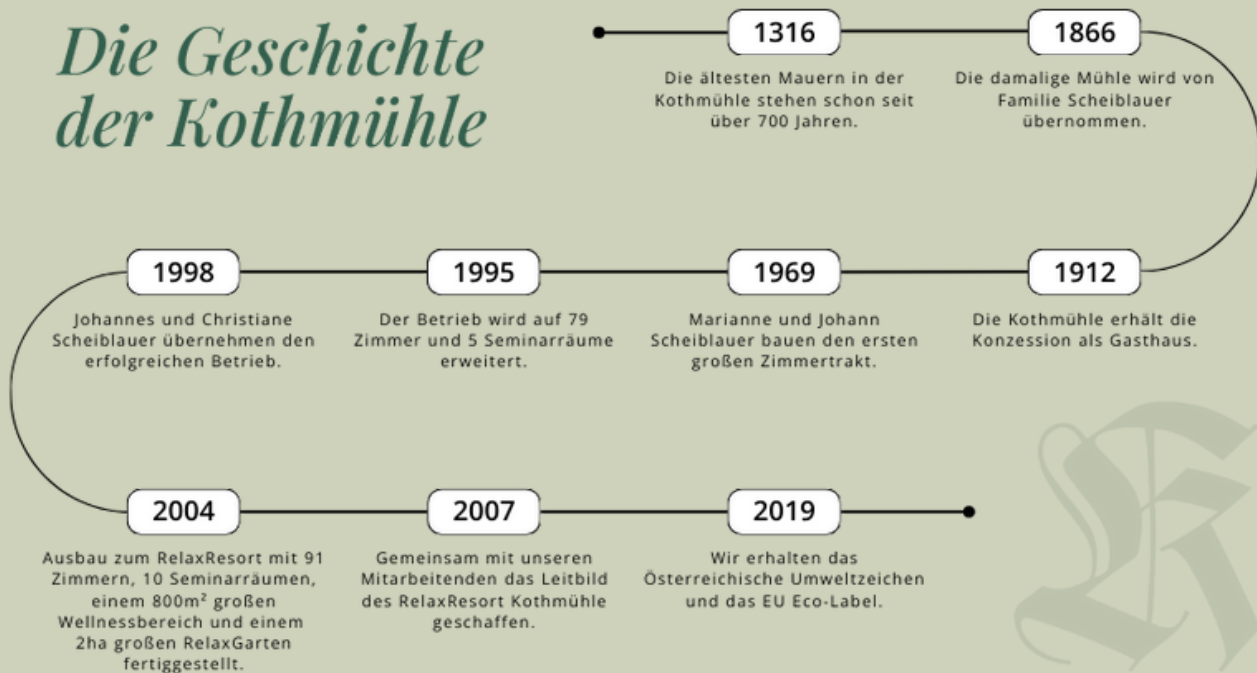 Die Geschichte
der Kothmühle
1316
Die ältesten Mauern in der
Kothmühle stehen schon seit
über 700 Jahren.
1866
Die damalige Mühle wird von
Familie Scheiblauer
übernommen.
1912
Die Kothmühle erhält die
Konzession als Gasthaus.
1969
Marianne und Johann
Scheiblauer bauen den ersten
großen Zimmertrakt.
1995
Der Betrieb wird auf 79
Zimmer und 5 Seminarräume
erweitert.
1998
Johannes und Christiane
Scheiblauer übernehmen den
erfolgreichen Betrieb.
2004
Ausbau zum RelaxResort mit 91
Zimmern, 10 Seminarräumen,
einem 800m² großen
Wellnessbereich und einem
2ha großen RelaxGarten
fertiggestellt.
2007
Gemeinsam mit unseren
Mitarbeitenden das Leitbild
des RelaxResort Kothmühle
geschaffen.
2019
Wir erhalten das
Österreichische Umweltzeichen
und das EU Eco-Label.
K